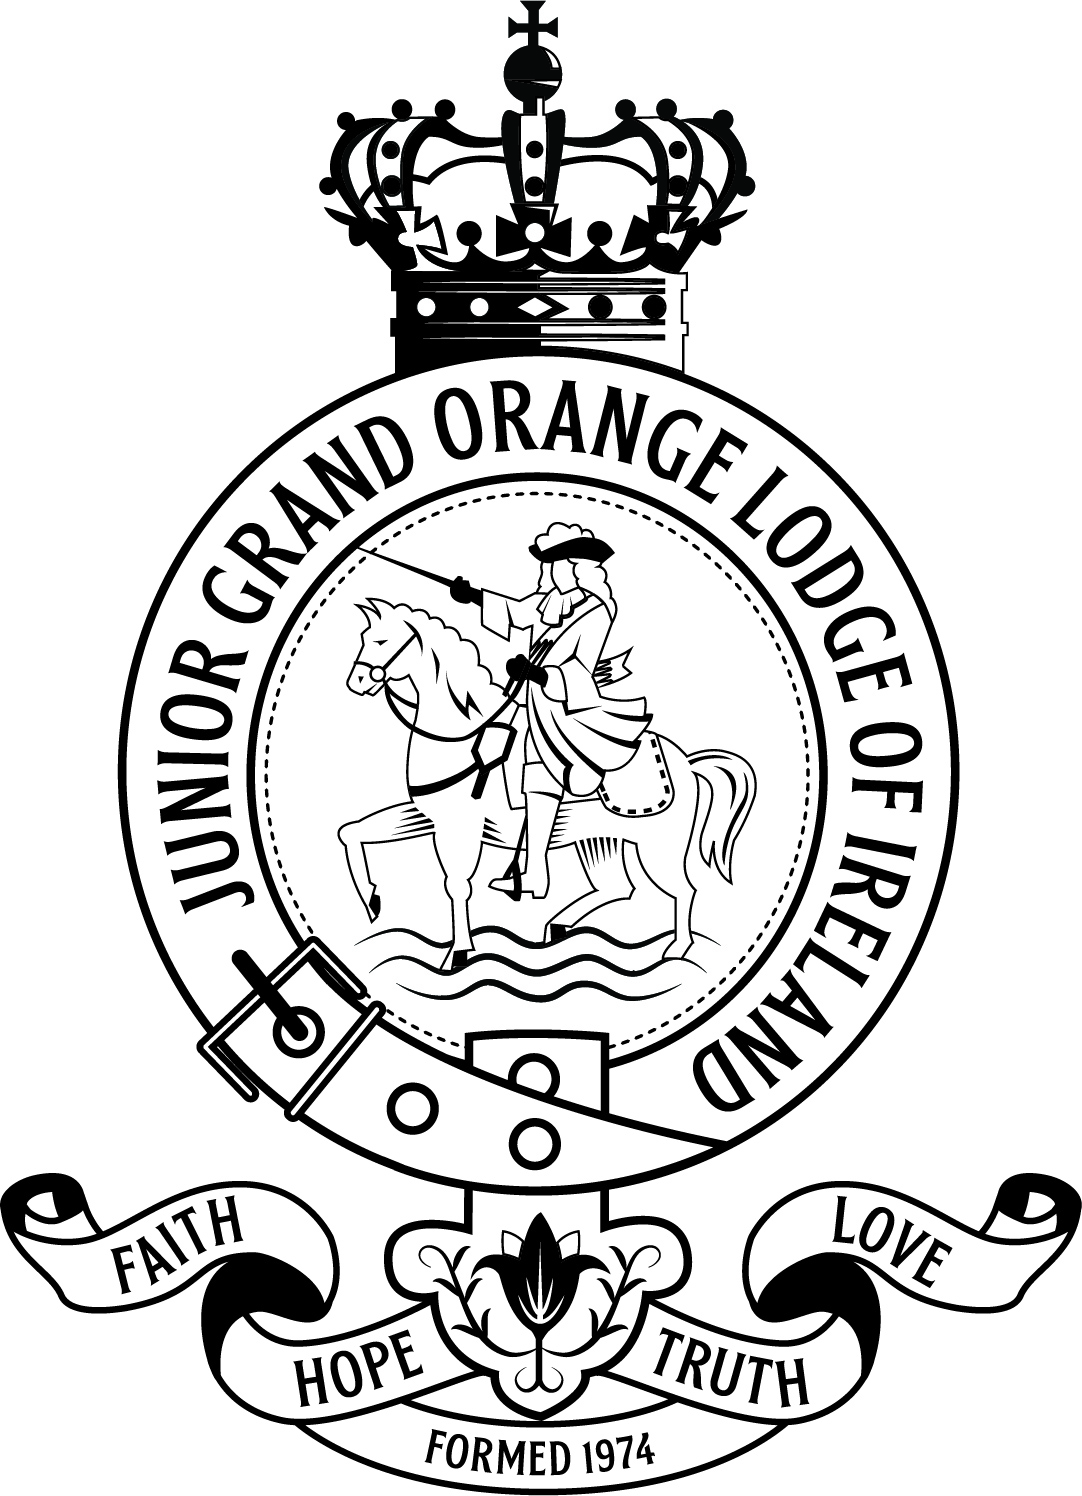 JUNIOR GRAND ORANGE LODGE OF IRELAND
FAITH
HOPE
TRUTH
LOVE
FORMED 1974